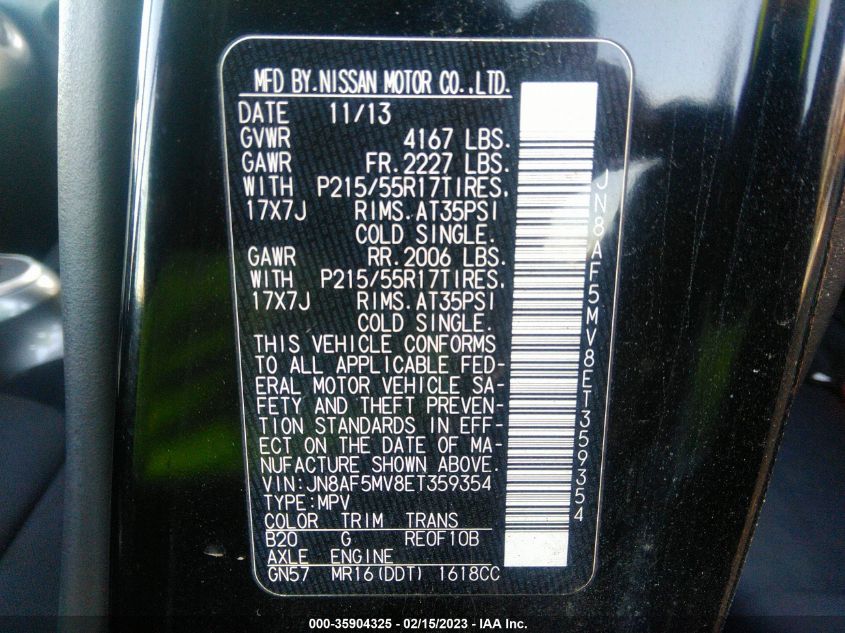 MFD BY.NISSAN MOTOR CO.,LTD.
DATE 11/13
GVWR 4167 LBS.
GAWR FR.2227 LBS.
WITH P215/55R17TIRES,
17X7J RIMS.AT35PSI
COLD SINGLE.
GAWR RR.2006 LBS.
WITH P215/55R17TIRES,
17X7J RIMS.AT35PSI
COLD SINGLE.
THIS VEHICLE CONFORMS
TO ALL APPLICABLE FED-
ERAL MOTOR VEHICLE SA-
FETY AND THEFT PREVEN-
TION STANDARDS IN EFF-
ECT ON THE DATE OF MA-
NUFACTURE SHOWN ABOVE.
VIN:JN8AF5MV8ET359354
TYPE:MPV
COLOR TRIM TRANS
B20 G REOF10B
AXLE ENGINE
GN57 MR16(DDT) 1618CC
JN8AF5MV8ET359354
000-35904325 - 02/15/2023 - IAA Inc.